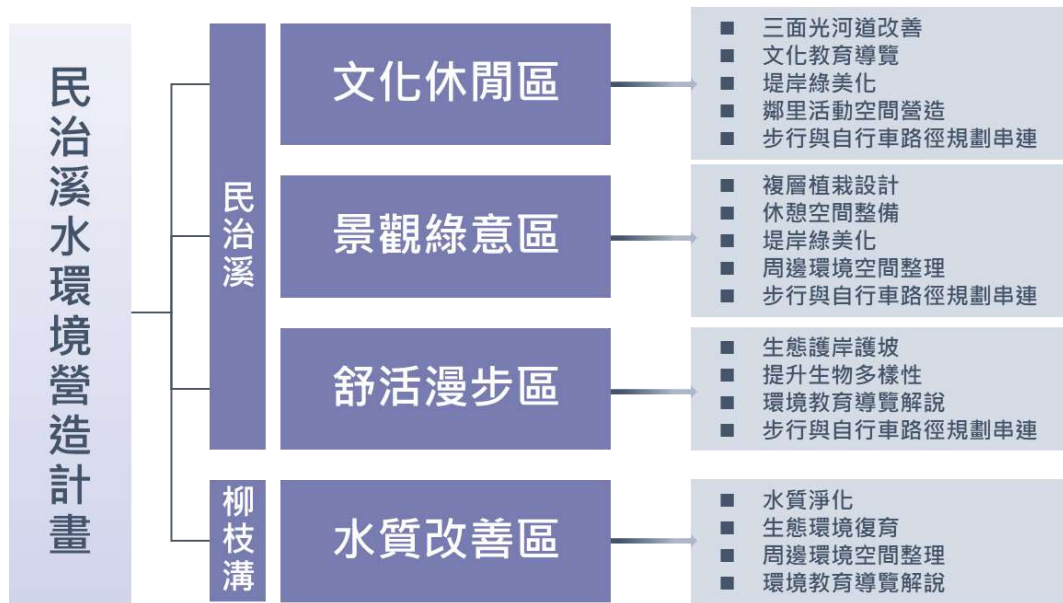 民治溪水環境營造計畫
民治溪
文化休閒區
■ 三面光河道改善
■ 文化教育導覽
■ 堤岸綠美化
■ 鄰里活動空間營造
■ 步行與自行車路徑規劃串連
景觀綠意區
■ 複層植栽設計
■ 休憩空間整備
■ 堤岸綠美化
■ 周邊環境空間整理
■ 步行與自行車路徑規劃串連
舒活漫步區
■ 生態護岸護坡
■ 提升生物多樣性
■ 環境教育導覽解說
■ 步行與自行車路徑規劃串連
柳枝溝
水質改善區
■ 水質淨化
■ 生態環境復育
■ 周邊環境空間整理
■ 環境教育導覽解說